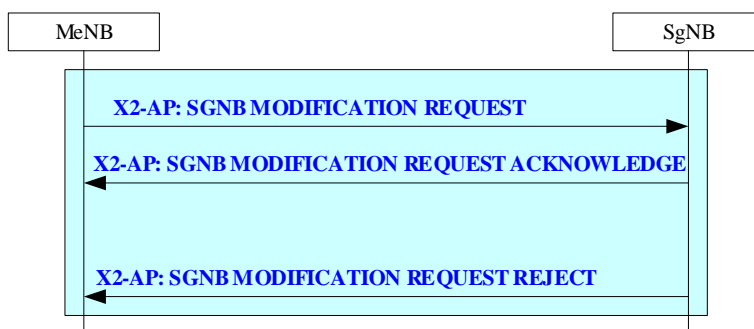 MeNB
SgNB
X2-AP: SGNB MODIFICATION REQUEST
X2-AP: SGNB MODIFICATION REQUEST ACKNOWLEDGE
X2-AP: SGNB MODIFICATION REQUEST REJECT